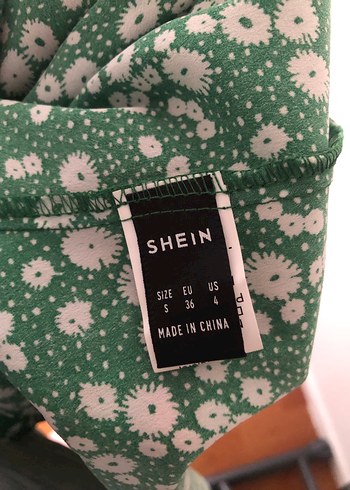 SHEIN
SIZE EU US
S 36 4
MADE IN CHINA